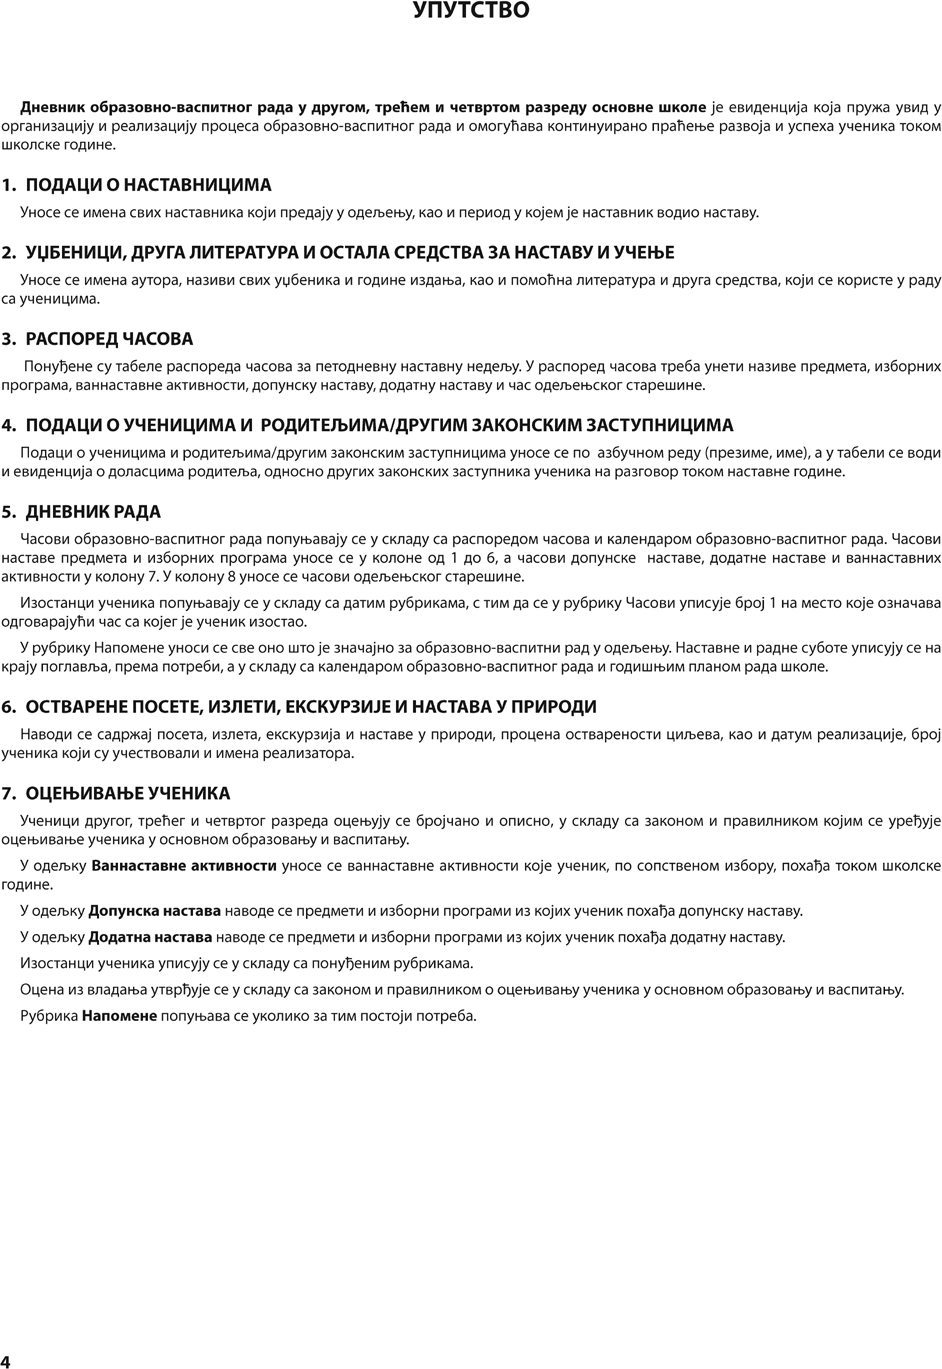 УПУТСТВО
Дневник образовно-васпитног рада у другом, трећем и четвртом разреду основне школе је евиденција која пружа увид у
организацију и реализацију процеса образовно-васпитног рада и омогућава континуирано праћење развоја и успеха ученика током
школске године.
1. ПОДАЦИ О НАСТАВНИЦИМА
Уносе се имена свих наставника који предају у одељењу, као и период у којем је наставник водио наставу.
2. УЏБЕНИЦИ, ДРУГА ЛИТЕРАТУРА И ОСТАЛА СРЕДСТВА ЗА НАСТАВУ И УЧЕЊЕ
Уносе се имена аутора, називи свих уџбеника и године издања, као и помоћна литература и друга средства, који се користе у раду
са ученицима.
3. РАСПОРЕД ЧАСОВА
Понуђене су табеле распореда часова за петодневну наставну недељу. У распоред часова треба унети називе предмета, изборних
програма, ваннаставне активности, допунску наставу, додатну наставу и час одељењског старешине.
4. ПОДАЦИ О УЧЕНИЦИМА И РОДИТЕЉИМА/ДРУГИМ ЗАКОНСКИМ ЗАСТУПНИЦИМА
Подаци о ученицима и родитељима/другим законским заступницима уносе се по азбучном реду (презиме, име), а у табели се води
и евиденција о доласцима родитеља, односно других законских заступника ученика на разговор током наставне године.
5. ДНЕВНИК РАДА
Часови образовно-васпитног рада попуњавају се у складу са распоредом часова и календаром образовно-васпитног рада. Часови
наставе предмета и изборних програма уносе се у колоне од 1 до 6, а часови допунске наставе, додатне наставе и ваннаставних
активности у колону 7. У колону 8 уносе се часови одељењског старешине.
Изостанци ученика попуњавају се у складу са датим рубрикама, с тим да се у рубрику Часови уписује број 1 на место које означава
одговарајући час са којег је ученик изостао.
У рубрику Напомене уноси се све оно што је значајно за образовно-васпитни рад у одељењу. Наставне и радне суботе уписују се на
крају поглавља, према потреби, а у складу са календаром образовно-васпитног рада и годишњим планом рада школе.
6. ОСТВАРЕНЕ ПОСЕТЕ, ИЗЛЕТИ, ЕКСКУРЗИЈЕ И НАСТАВА У ПРИРОДИ
Наводи се садржај посета, излета, екскурзија и наставе у природи, процена остварености циљева, као и датум реализације, број
ученика који су учествовали и имена реализатора.
7. ОЦЕЊИВАЊЕ УЧЕНИКА
Ученици другог, трећег и четвртог разреда оцењују се бројчано и описно, у складу са законом и правилником којим се уређује
оцењивање ученика у основном образовању и васпитању.
У одељку Ваннаставне активности уносе се ваннаставне активности које ученик, по сопственом избору, похађа током школске
године.
У одељку Допунска настава наводе се предмети и изборни програми из којих ученик похађа допунску наставу.
У одељку Додатна настава наводе се предмети и изборни програми из којих ученик похађа додатну наставу.
Изостанци ученика уписују се у складу са понуђеним рубрикама.
Оцена из владања утврђује се у складу са законом и правилником о оцењивању ученика у основном образовању и васпитању.
Рубрика Напомене попуњава се уколико за тим постоји потреба.
4